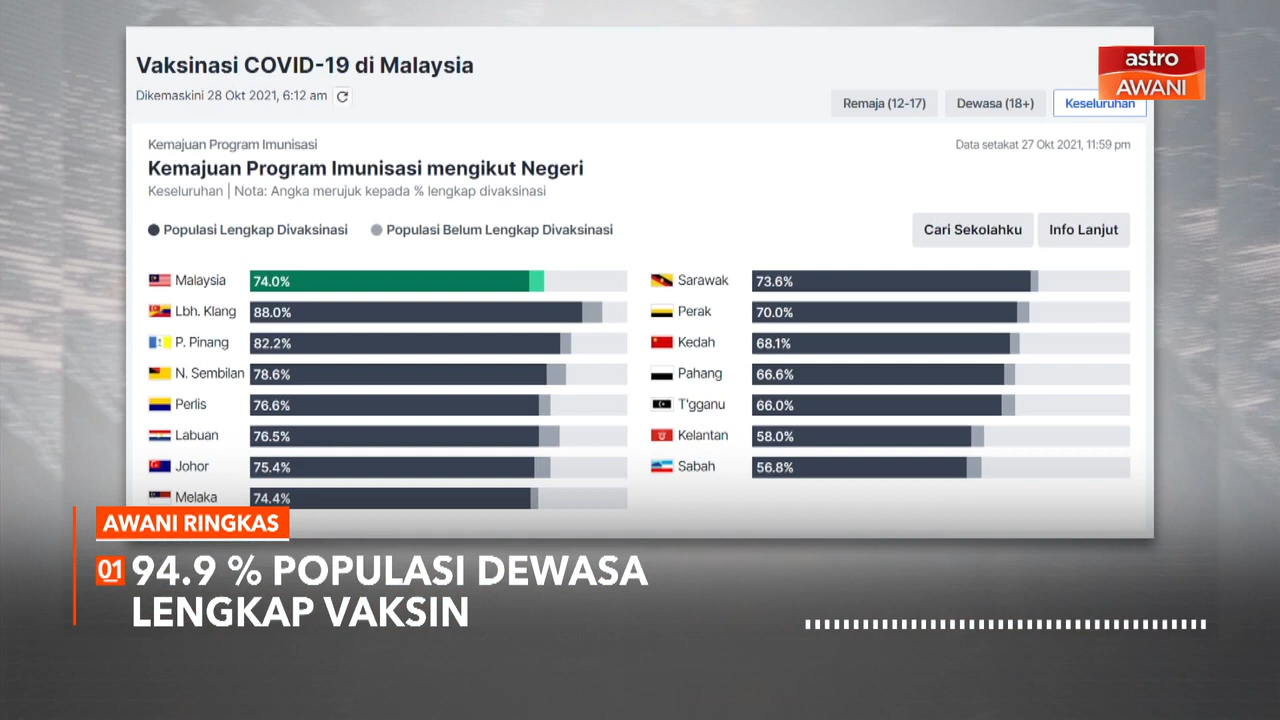 Vaksinasi COVID-19 di Malaysia
Dikemaskini 28 Okt 2021, 6:12 am
astro
AWANI
Remaja (12-17)
Dewasa (18+)
Keseluruhan
Kemajuan Program Imunisasi
Data setakat 27 Okt 2021, 11:59 pm
Kemajuan Program Imunisasi mengikut Negeri
Keseluruhan | Nota: Angka merujuk kepada % lengkap divaksinasi
Populasi Lengkap Divaksinasi
Populasi Belum Lengkap Divaksinasi
Cari Sekolahku
Info Lanjut
Malaysia 74.0%
Lbh. Klang 88.0%
P. Pinang 82.2%
N. Sembilan 78.6%
Perlis 76.6%
Labuan 76.5%
Johor 75.4%
Melaka 74.4%
Sarawak 73.6%
Perak 70.0%
Kedah 68.1%
Pahang 66.6%
T'gganu 66.0%
Kelantan 58.0%
Sabah 56.8%
AWANI RINGKAS
01 94.9 % POPULASI DEWASA
LENGKAP VAKSIN